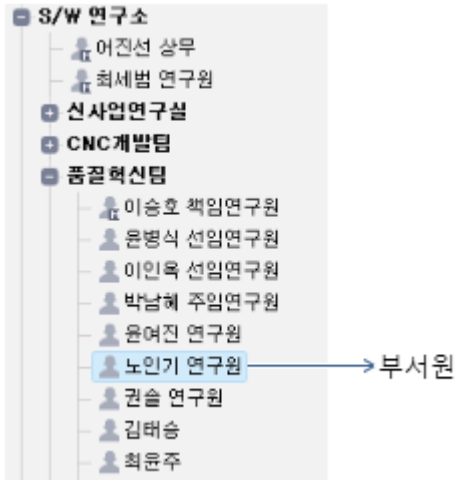 S/W 연구소
어진선 상무
최세범 연구원
신사업연구실
CNC개발팀
품질혁신팀
이승호 책임연구원
윤병식 선임연구원
이인옥 선임연구원
박남혜 주임연구원
윤여진 연구원
노인기 연구원 부서원
권슬 연구원
김태승
최윤주